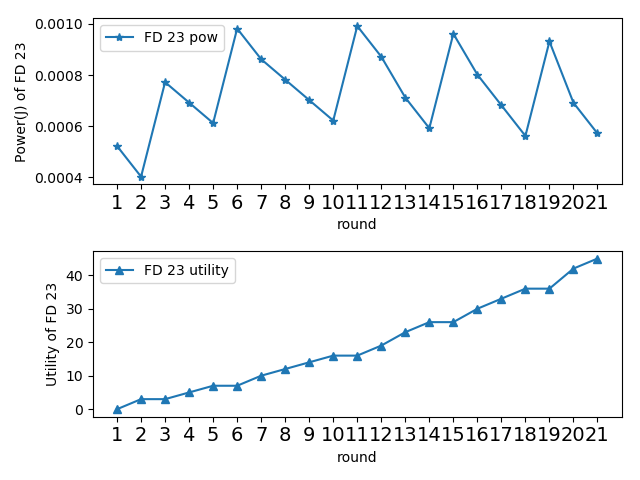 0.0010
0.0008
0.0006
0.0004
Power(J) of FD 23
FD 23 pow
1 2 3 4 5 6 7 8 9 10 11 12 13 14 15 16 17 18 19 20 21
round
40
30
20
10
0
Utility of FD 23
FD 23 utility
1 2 3 4 5 6 7 8 9 10 11 12 13 14 15 16 17 18 19 20 21
round